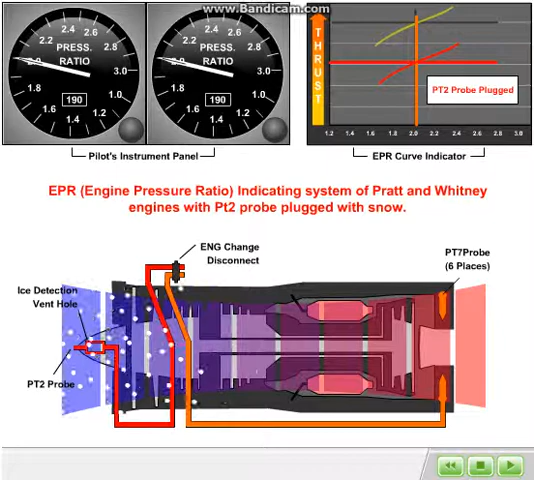 www.Bandicam.com
2.4 2.6
2.2 2.8
PRESS.
RATIO
2.0 3.0
1.8 1.0
190
1.6 1.2
1.4
2.4 2.6
2.2 2.8
PRESS.
RATIO
2.0 3.0
1.8 1.0
190
1.6 1.2
1.4
THRUST
PT2 Probe Plugged
1.2 1.4 1.6 1.8 2.0 2.2 2.4 2.6 2.8 3.0
Pilot's Instrument Panel
EPR Curve Indicator
EPR (Engine Pressure Ratio) Indicating system of Pratt and Whitney
engines with Pt2 probe plugged with snow.
ENG Change
Disconnect
PT7Probe
(6 Places)
Ice Detection
Vent Hole
PT2 Probe